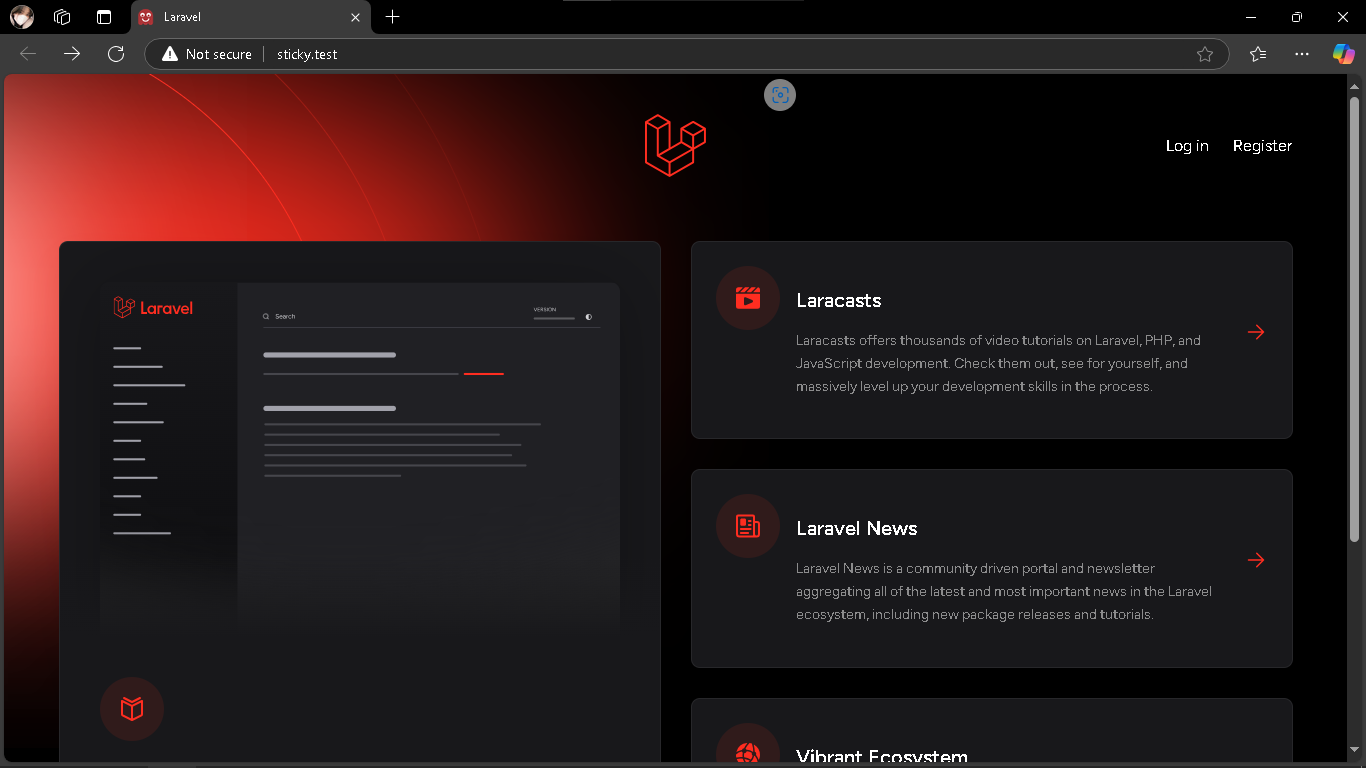 Laravel
Not secure
sticky.test
Log in
Register
Laravel
Search
VERSION
Laracasts
Laracasts offers thousands of video tutorials on Laravel, PHP, and
JavaScript development. Check them out, see for yourself, and
massively level up your development skills in the process.
Laravel News
Laravel News is a community driven portal and newsletter
aggregating all of the latest and most important news in the Laravel
ecosystem, including new package releases and tutorials.
Vibrant Ecosystem